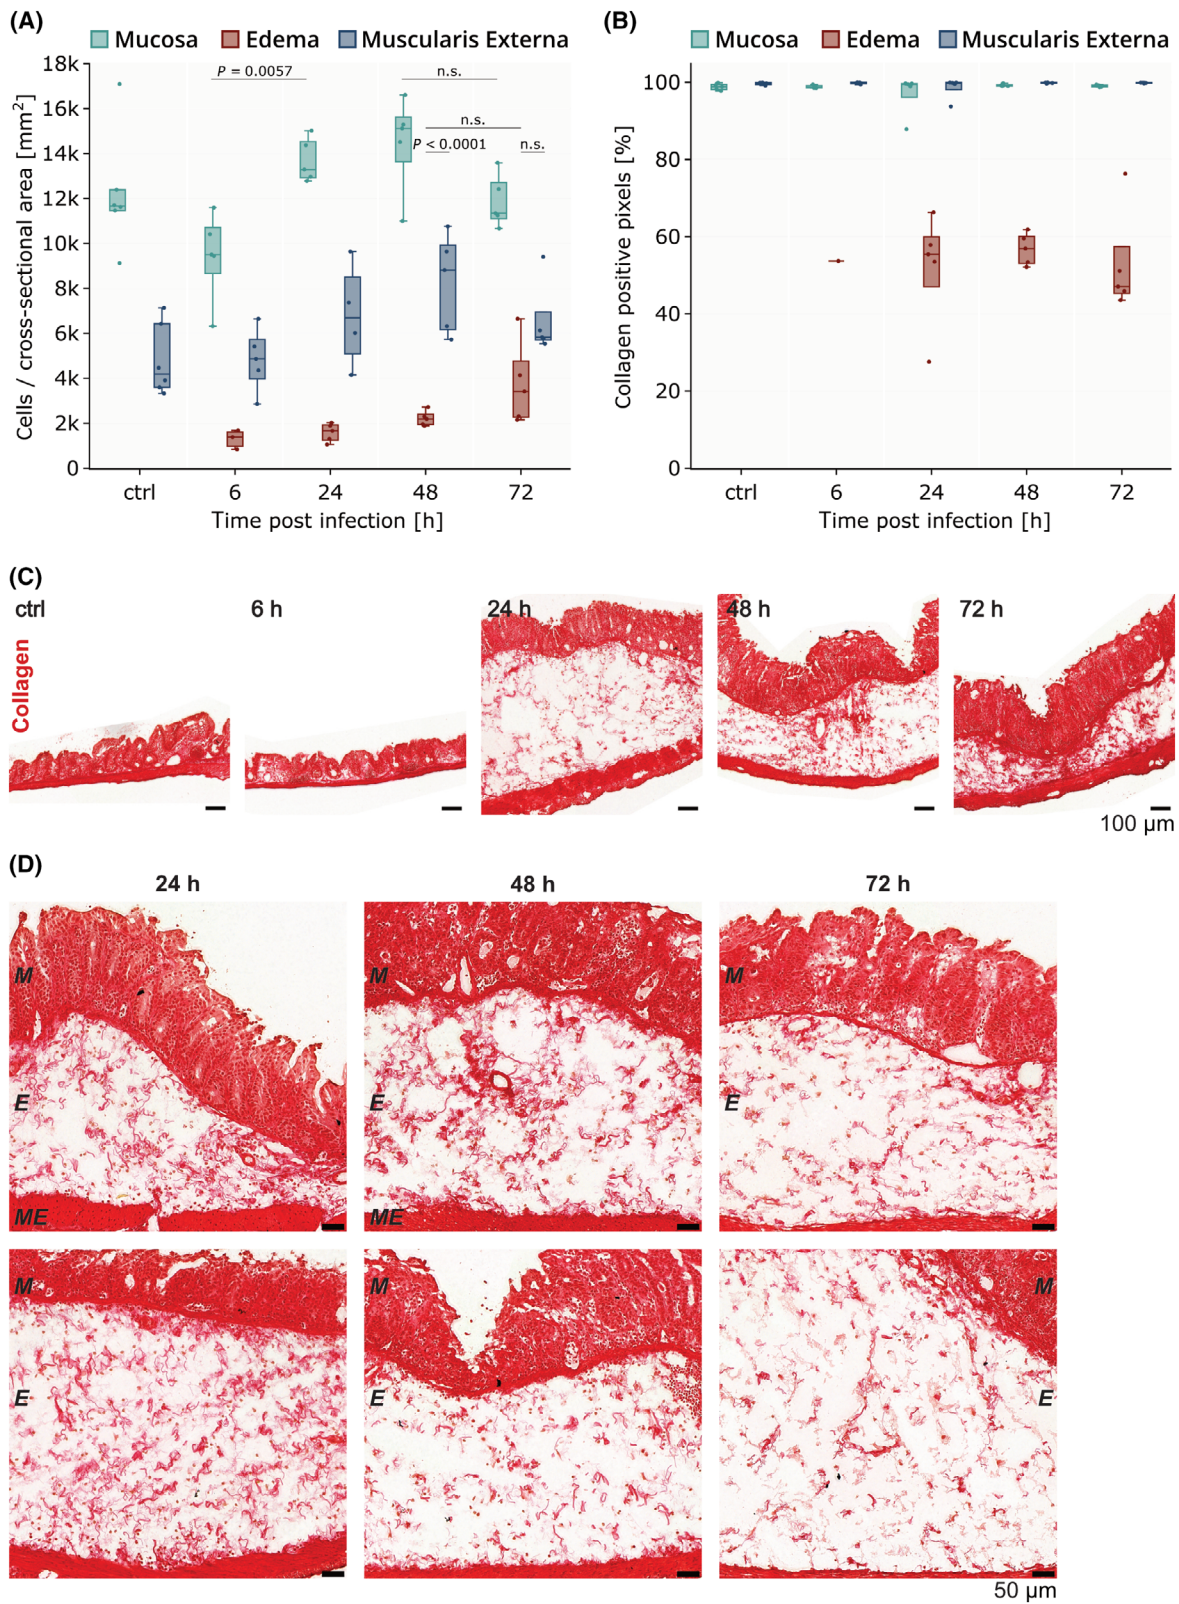 (A)
Mucosa Edema Muscularis Externa
18k
16k
14k
12k
10k
8k
6k
4k
2k
0
Cells / cross-sectional area [mm²]
P = 0.0057
n.s.
n.s.
P < 0.0001
n.s.
ctrl 6 24 48 72
Time post infection [h]
(B)
Mucosa Edema Muscularis Externa
100
80
60
40
20
0
Collagen positive pixels [%]
ctrl 6 24 48 72
Time post infection [h]
(C)
ctrl 6 h 24 h 48 h 72 h
Collagen
100 µm
(D)
24 h 48 h 72 h
M M M
E E E
ME ME
M M M
E E E
50 µm